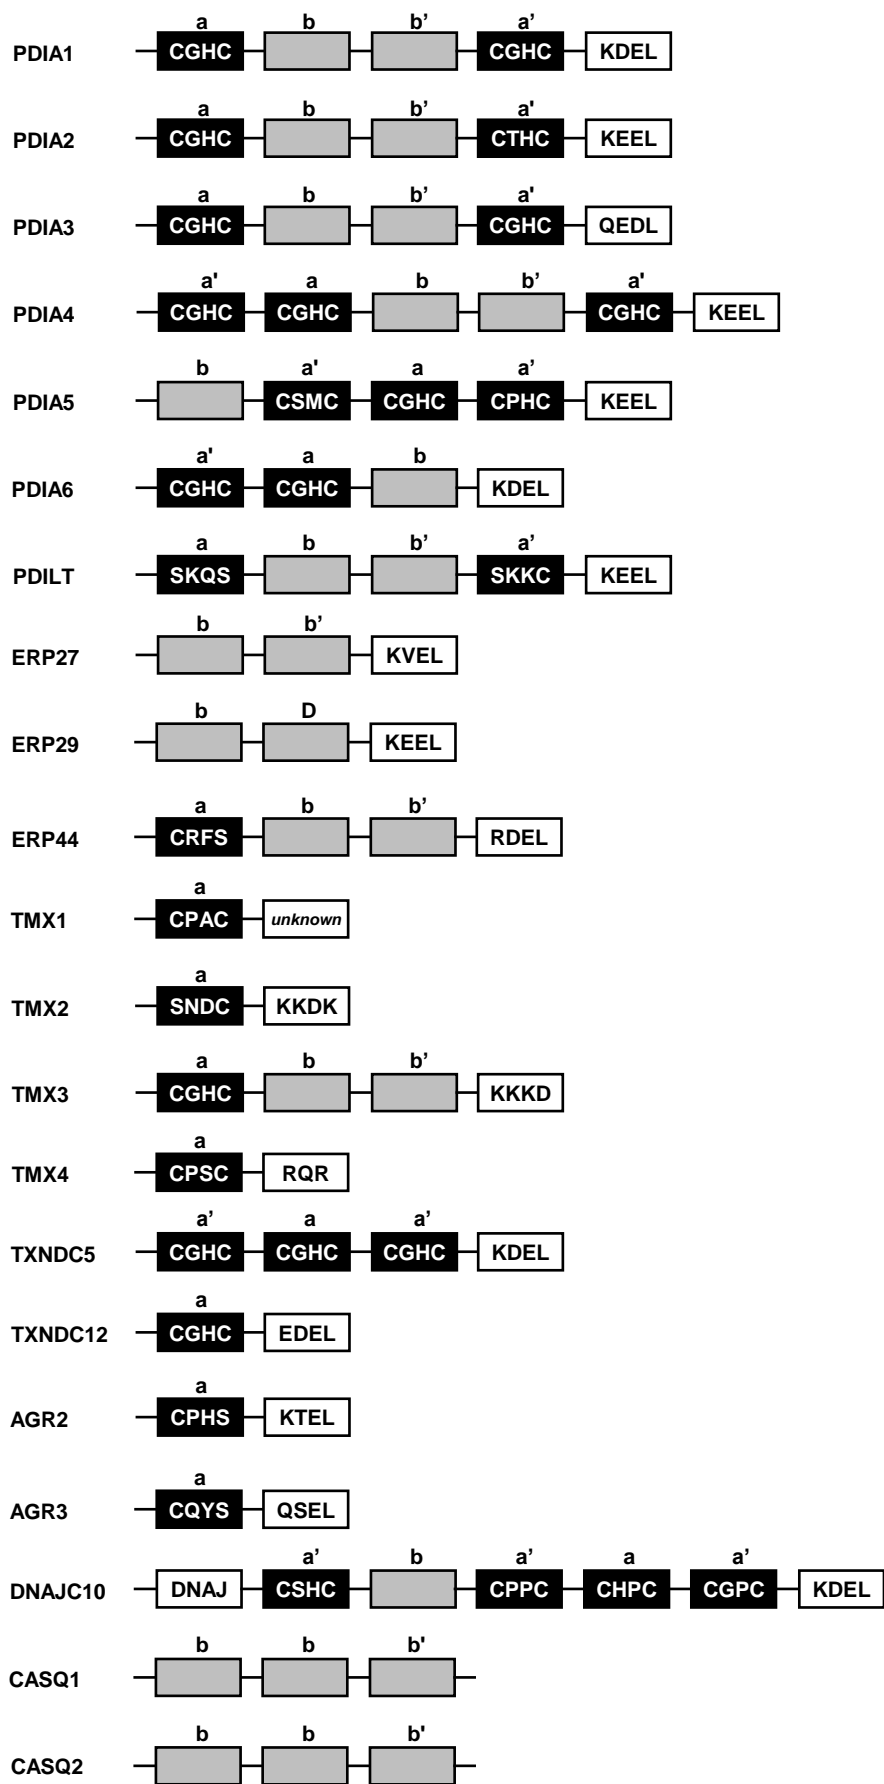 a b b’ a’
PDIA1 CGHC CGHC KDEL
a b b’ a'
PDIA2 CGHC CTHC KEEL
a b b’ a'
PDIA3 CGHC CGHC QEDL
a' a b b’ a'
PDIA4 CGHC CGHC CGHC KEEL
b a' a a’
PDIA5 CSMC CGHC CPHC KEEL
a' a b
PDIA6 CGHC CGHC KDEL
a b b’ a’
PDILT SKQS SKKC KEEL
b b’
ERP27 KVEL
b D
ERP29 KEEL
a b b’
ERP44 CRFS RDEL
a
TMX1 CPAC unknown
a
TMX2 SNDC KKDK
a b b’
TMX3 CGHC KKKD
a
TMX4 CPSC RQR
a’ a a’
TXNDC5 CGHC CGHC CGHC KDEL
a
TXNDC12 CGHC EDEL
a
AGR2 CPHS KTEL
a
AGR3 CQYS QSEL
a’ b a’ a a’
DNAJC10 DNAJ CSHC CPPC CHPC CGPC KDEL
b b b'
CASQ1
b b b'
CASQ2